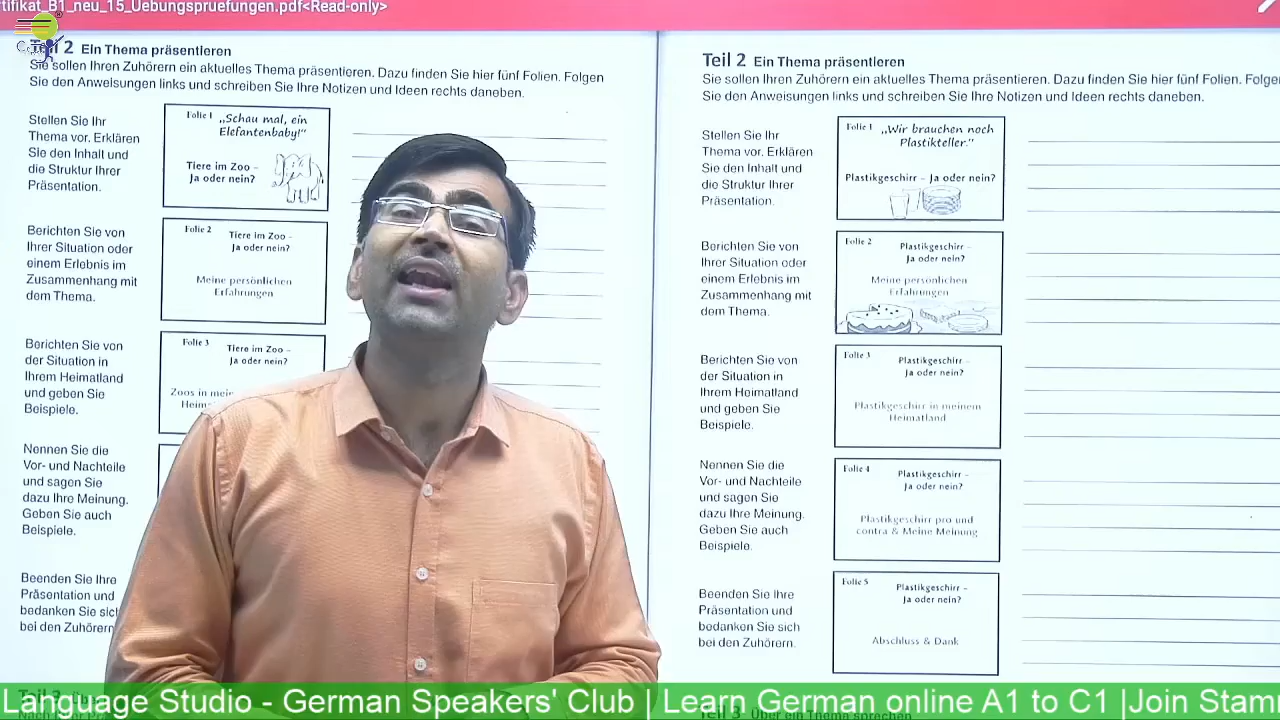 rtifikat_B1_neu_15_Uebungspruefungen.pdf<Read-only>
Teil 2 Ein Thema präsentieren
Sie sollen Ihren Zuhörern ein aktuelles Thema präsentieren. Dazu finden Sie hier fünf Folien. Folgen
Sie den Anweisungen links und schreiben Sie Ihre Notizen und Ideen rechts daneben.
Stellen Sie Ihr
Thema vor. Erklären
Sie den Inhalt und
die Struktur Ihrer
Präsentation.
Folie 1
„Schau mal, ein
Elefantenbaby!“
Tiere im Zoo –
Ja oder nein?
Berichten Sie von
Ihrer Situation oder
einem Erlebnis im
Zusammenhang mit
dem Thema.
Folie 2
Tiere im Zoo –
Ja oder nein?
Meine persönlichen
Erfahrungen
Berichten Sie von
der Situation in
Ihrem Heimatland
und geben Sie
Beispiele.
Folie 3
Tiere im Zoo –
Ja oder nein?
Zoos in mein
Heim
Nennen Sie die
Vor- und Nachteile
und sagen Sie
dazu Ihre Meinung.
Geben Sie auch
Beispiele.
Beenden Sie Ihre
Präsentation und
bedanken Sie sich
bei den Zuhörern
Teil 2 Ein Thema präsentieren
Sie sollen Ihren Zuhörern ein aktuelles Thema präsentieren. Dazu finden Sie hier fünf Folien. Folge
Sie den Anweisungen links und schreiben Sie Ihre Notizen und Ideen rechts daneben.
Stellen Sie Ihr
Thema vor. Erklären
Sie den Inhalt und
die Struktur Ihrer
Präsentation.
Folie 1
„Wir brauchen noch
Plastikteller.“
Plastikgeschirr – Ja oder nein?
Berichten Sie von
Ihrer Situation oder
einem Erlebnis im
Zusammenhang mit
dem Thema.
Folie 2
Plastikgeschirr –
Ja oder nein?
Meine persönlichen
Erfahrungen
Berichten Sie von
der Situation in
Ihrem Heimatland
und geben Sie
Beispiele.
Folie 3
Plastikgeschirr –
Ja oder nein?
Plastikgeschirr in meinem
Heimatland
Nennen Sie die
Vor- und Nachteile
und sagen Sie
dazu Ihre Meinung.
Geben Sie auch
Beispiele.
Folie 4
Plastikgeschirr –
Ja oder nein?
Plastikgeschirr pro und
contra & Meine Meinung
Beenden Sie Ihre
Präsentation und
bedanken Sie sich
bei den Zuhörern.
Folie 5
Plastikgeschirr –
Ja oder nein?
Abschluss & Dank
Teil 3 Über ein Thema sprechen
Language Studio - German Speakers' Club | Learn German online A1 to C1 |Join Stam